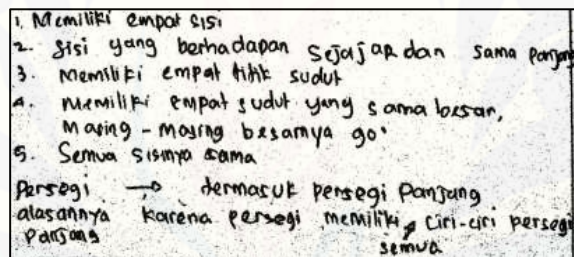 1. Memiliki empat sisi
2. Sisi yang berhadapan sejajar dan sama panjang
3. Memiliki empat titik sudut
4. Memiliki empat sudut yang sama besar,
Masing - masing besarnya 90°
5. Semua sisinya sama
Persegi → termasuk persegi panjang
alasannya karena persegi memiliki ciri-ciri persegi
panjang semua